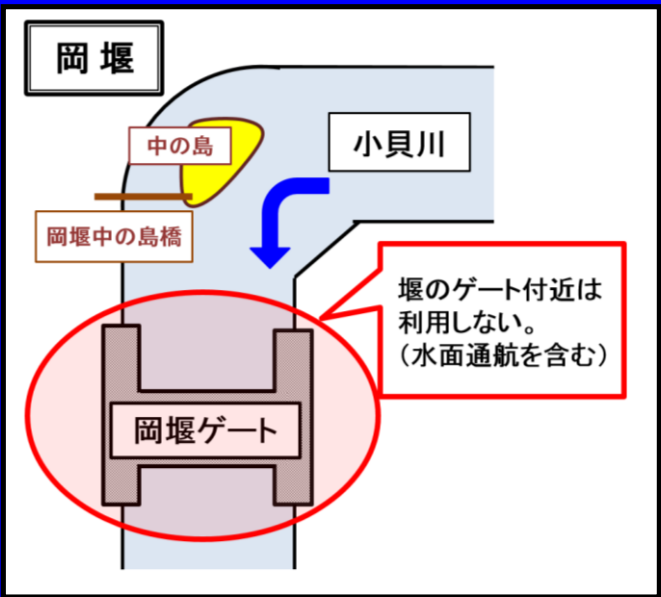 岡堰
中の島
小貝川
岡堰中の島橋
堰のゲート付近は
利用しない。
（水面通航を含む）
岡堰ゲート